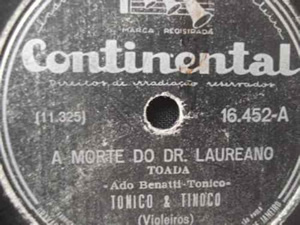 MARCA REGISTRADA
Continental
Direitos de irradiação reservados
[11.325] 16.452-A
A MORTE DO DR. LAUREANO
TOADA
-Ado Benatti-Tonico-
TONICO & TINOCO
(Violeiros)